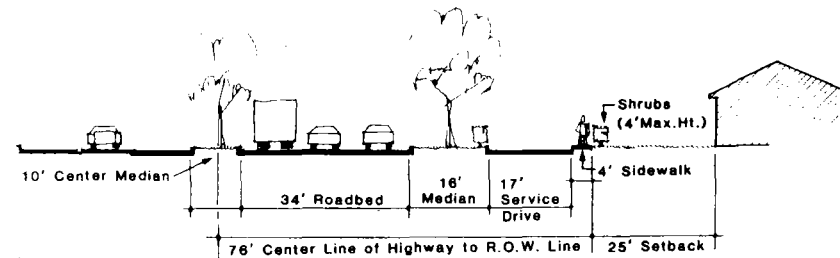 Shrubs
(4'Max.Ht.)
10' Center Median
34' Roadbed
16'
Median
17'
Service
Drive
4' Sidewalk
76' Center Line of Highway to R.O.W. Line
25' Setback